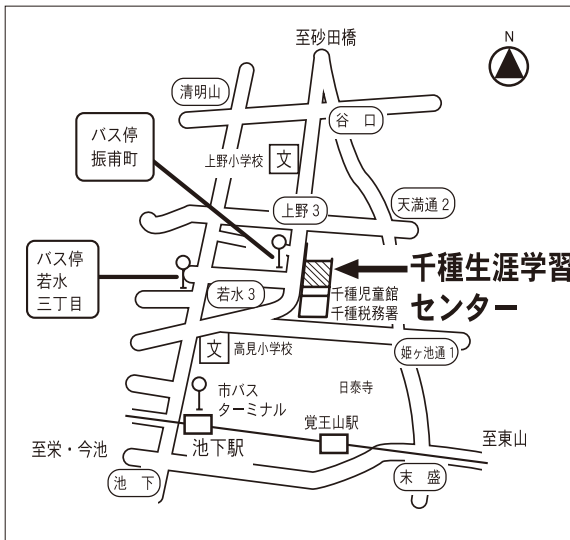 至砂田橋
N
清明山
谷 口
バス停
振甫町
上野小学校
文
天満通2
上野3
バス停
若水
三丁目
千種生涯学習
センター
若水3
千種児童館
千種税務署
文
高見小学校
姫ヶ池通1
市バス
ターミナル
日泰寺
覚王山駅
至東山
至栄・今池
池下駅
池 下
末 盛